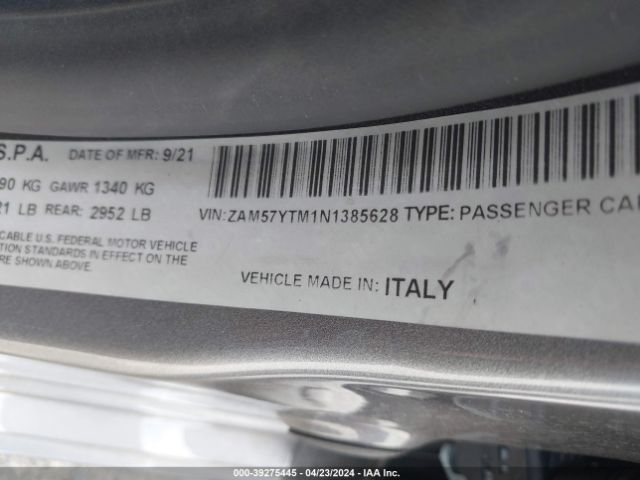 S.P.A. DATE OF MFR: 9/21
90 KG GAWR 1340 KG
21 LB REAR: 2952 LB
VIN: ZAM57YTM1N1385628 TYPE: PASSENGER CA
CABLE U.S. FEDERAL MOTOR VEHICLE
TION STANDARDS IN EFFECT ON THE
RE SHOWN ABOVE.
VEHICLE MADE IN: ITALY
000-39275445 - 04/23/2024 - IAA Inc.